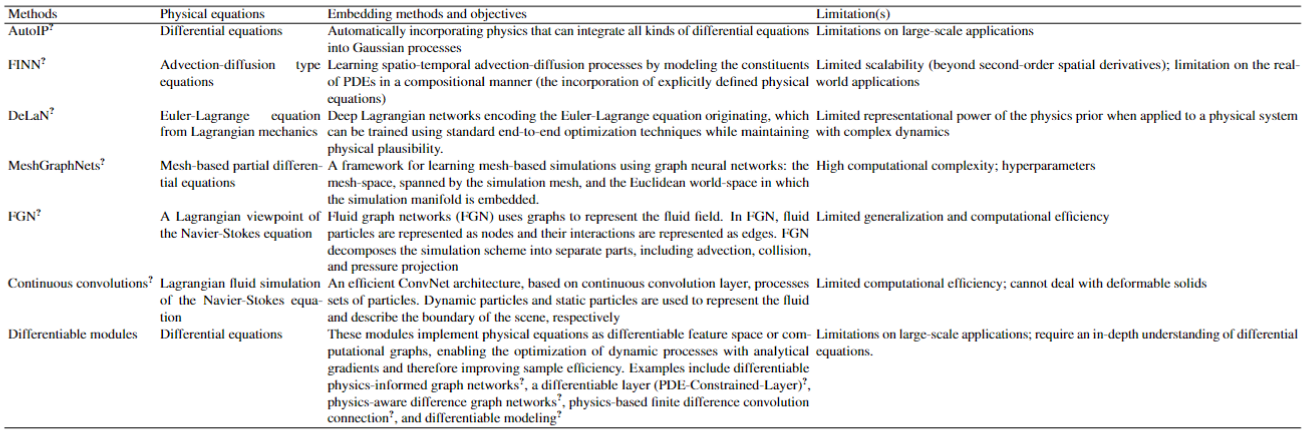 Methods Physical equations Embedding methods and objectives Limitation(s)
AutoIP? Differential equations Automatically incorporating physics that can integrate all kinds of differential equations Limitations on large-scale applications
into Gaussian processes
FINN? Advection-diffusion type Learning spatio-temporal advection-diffusion processes by modeling the constituents Limited scalability (beyond second-order spatial derivatives); limitation on the real-
equations of PDEs in a compositional manner (the incorporation of explicitly defined physical world applications
equations)
DeLaN? Euler-Lagrange equation Deep Lagrangian networks encoding the Euler-Lagrange equation originating, which Limited representational power of the physics prior when applied to a physical system
from Lagrangian mechanics can be trained using standard end-to-end optimization techniques while maintaining with complex dynamics
physical plausibility.
MeshGraphNets? Mesh-based partial differen- A framework for learning mesh-based simulations using graph neural networks: the High computational complexity; hyperparameters
tial equations mesh-space, spanned by the simulation mesh, and the Euclidean world-space in which
the simulation manifold is embedded.
FGN? A Lagrangian viewpoint of Fluid graph networks (FGN) uses graphs to represent the fluid field. In FGN, fluid Limited generalization and computational efficiency
the Navier-Stokes equation particles are represented as nodes and their interactions are represented as edges. FGN
decomposes the simulation scheme into separate parts, including advection, collision,
and pressure projection
Continuous convolutions? Lagrangian fluid simulation An efficient ConvNet architecture, based on continuous convolution layer, processes Limited computational efficiency; cannot deal with deformable solids
of the Navier-Stokes equa- sets of particles. Dynamic particles and static particles are used to represent the fluid
tion and describe the boundary of the scene, respectively
Differentiable modules Differential equations These modules implement physical equations as differentiable feature space or com- Limitations on large-scale applications; require an in-depth understanding of differential
putational graphs, enabling the optimization of dynamic processes with analytical equations.
gradients and therefore improving sample efficiency. Examples include differentiable
physics-informed graph networks?, a differentiable layer (PDE-Constrained-Layer)?,
physics-aware difference graph networks?, physics-based finite difference convolution
connection?, and differentiable modeling?